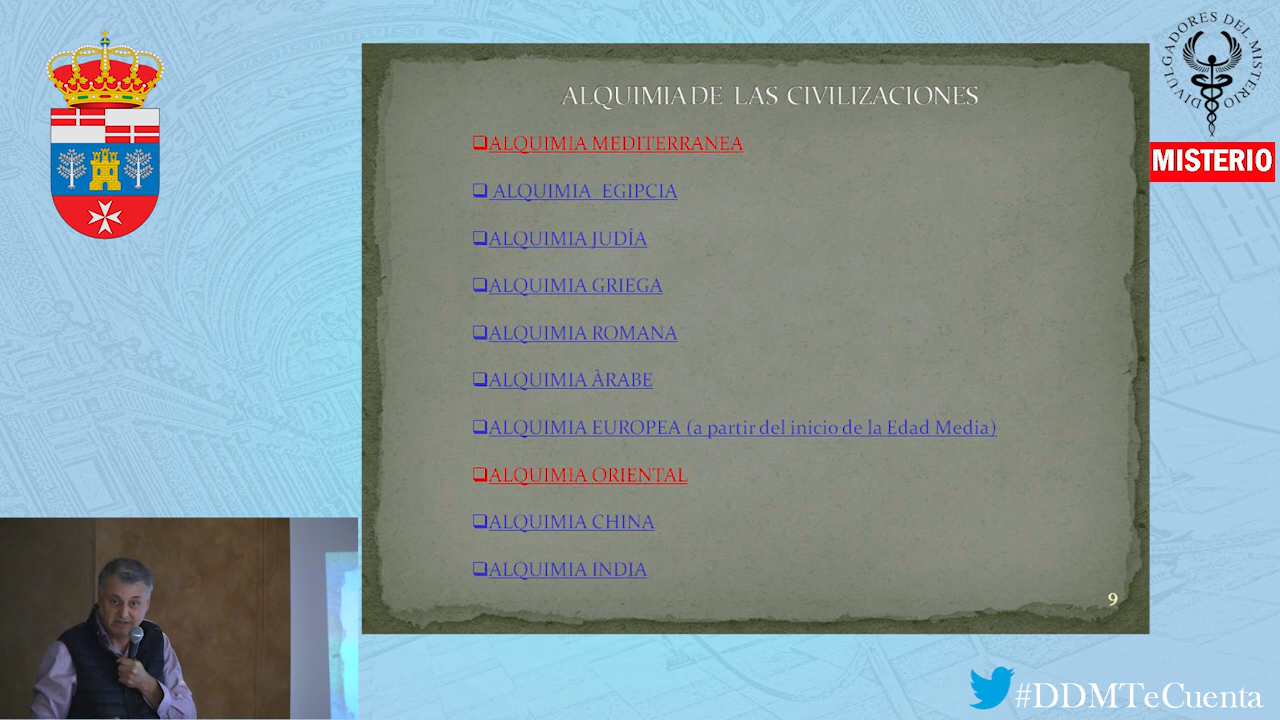 DIVULGADORES DEL MISTERIO
MISTERIO
ALQUIMIA DE LAS CIVILIZACIONES
ALQUIMIA MEDITERRANEA
ALQUIMIA EGIPCIA
ALQUIMIA JUDÍA
ALQUIMIA GRIEGA
ALQUIMIA ROMANA
ALQUIMIA ÀRABE
ALQUIMIA EUROPEA (a partir del inicio de la Edad Media)
ALQUIMIA ORIENTAL
ALQUIMIA CHINA
ALQUIMIA INDIA
9
#DDMTeCuenta